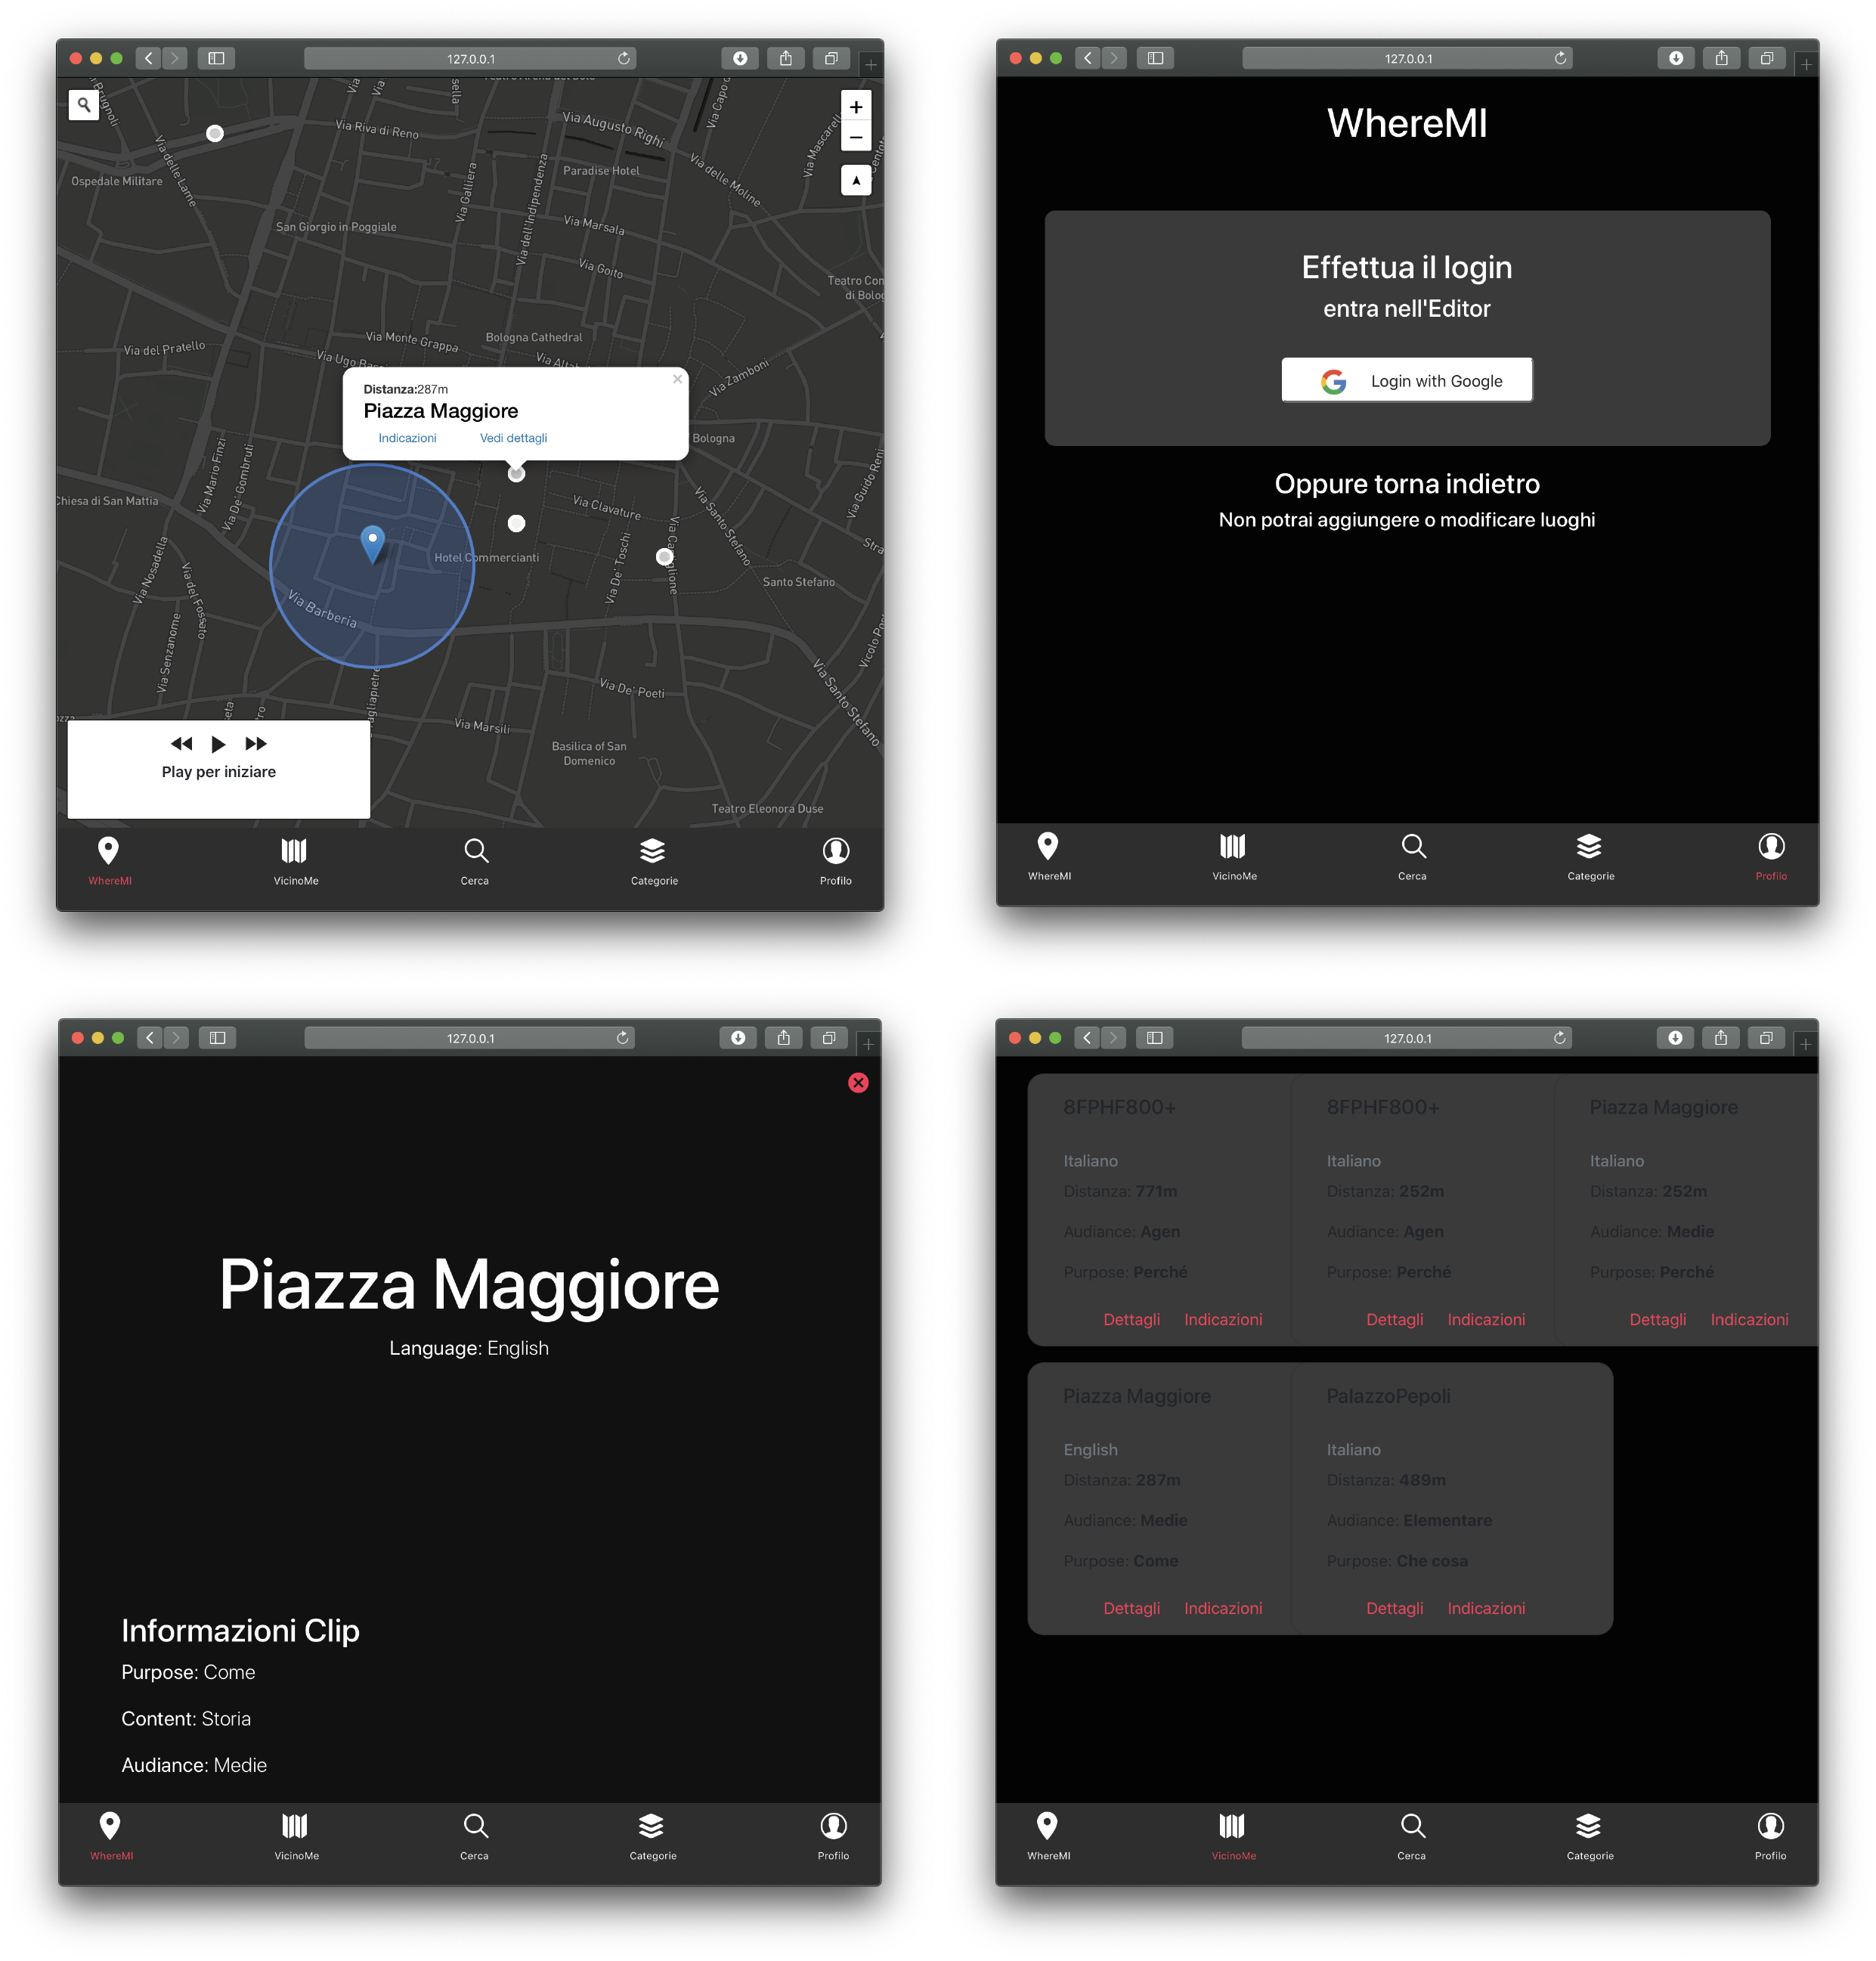 127.0.0.1
Teatro Arena del Sole
Via Riva di Reno
Via Augusto Righi
Via delle Lame
Ospedale Militare
Paradise Hotel
Via delle Moline
Via Galliera
Via dell'Indipendenza
San Giorgio in Poggiale
Via Marsala
Via Goito
Teatro Con
di Bolog
Via del Pratello
Via Monte Grappa
Bologna Cathedral
Via Zamboni
Distanza:287m
Piazza Maggiore
Indicazioni
Vedi dettagli
Bologna
Via Mario Finzi
Via De' Gombruti
Chiesa di San Mattia
Via Clavature
Via Santo Stefano
Via Guido Reni
Hotel Commercianti
Via De' Toschi
Santo Stefano
Via Nosadella
Via del Fossato
Via Barberia
Via Senzanome
Via De' Poeti
Via Santo Stefano
Via Marsili
Basilica of San
Domenico
Teatro Eleonora Duse
Play per iniziare
WhereMI
VicinoMe
Cerca
Categorie
Profilo
127.0.0.1
WhereMI
Effettua il login
entra nell'Editor
Login with Google
Oppure torna indietro
Non potrai aggiungere o modificare luoghi
WhereMI
VicinoMe
Cerca
Categorie
Profilo
127.0.0.1
Piazza Maggiore
Language: English
Informazioni Clip
Purpose: Come
Content: Storia
Audiance: Medie
WhereMI
VicinoMe
Cerca
Categorie
Profilo
127.0.0.1
8FPHF800+
Italiano
Distanza: 771m
Audiance: Agen
Purpose: Perché
Dettagli Indicazioni
8FPHF800+
Italiano
Distanza: 252m
Audiance: Agen
Purpose: Perché
Dettagli Indicazioni
Piazza Maggiore
Italiano
Distanza: 252m
Audiance: Medie
Purpose: Perché
Dettagli Indicazioni
Piazza Maggiore
English
Distanza: 287m
Audiance: Medie
Purpose: Come
Dettagli Indicazioni
PalazzoPepoli
Italiano
Distanza: 489m
Audiance: Elementare
Purpose: Che cosa
Dettagli Indicazioni
WhereMI
VicinoMe
Cerca
Categorie
Profilo